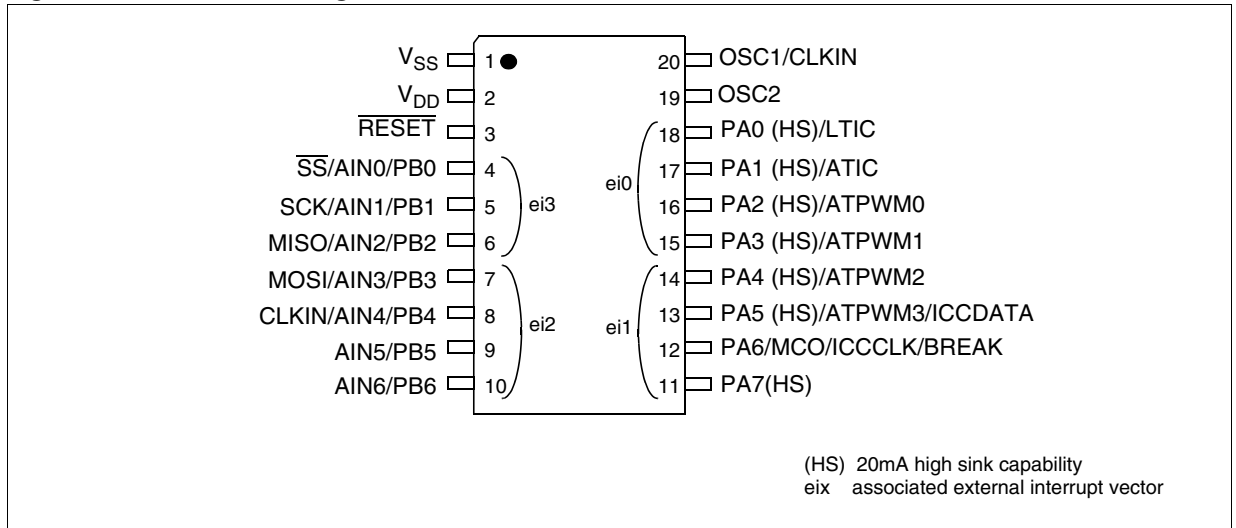 V_SS 1 20 OSC1/CLKIN
V_DD 2 19 OSC2
RESET 3 18 PA0 (HS)/LTIC
SS/AIN0/PB0 4 17 PA1 (HS)/ATIC
ei3 ei0
SCK/AIN1/PB1 5 16 PA2 (HS)/ATPWM0
MISO/AIN2/PB2 6 15 PA3 (HS)/ATPWM1
MOSI/AIN3/PB3 7 14 PA4 (HS)/ATPWM2
CLKIN/AIN4/PB4 8 13 PA5 (HS)/ATPWM3/ICCDATA
ei2 ei1
AIN5/PB5 9 12 PA6/MCO/ICCCLK/BREAK
AIN6/PB6 10 11 PA7(HS)
(HS) 20mA high sink capability
eix associated external interrupt vector